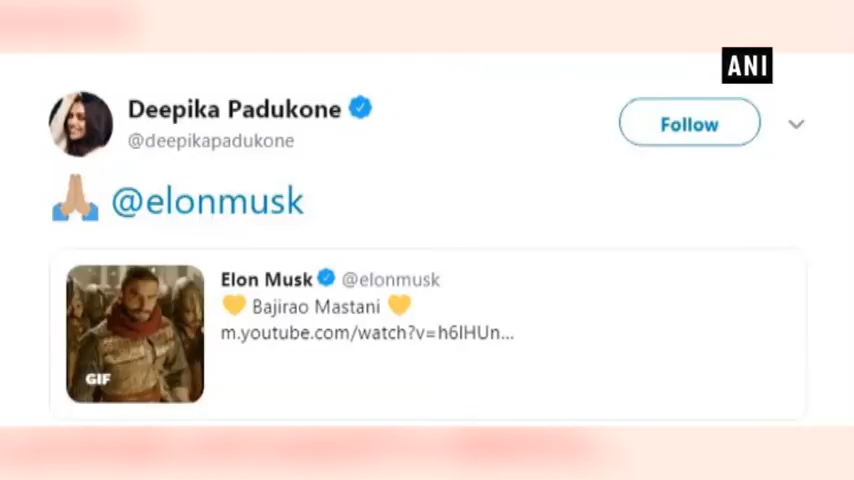 ANI
Deepika Padukone
@deepikapadukone
Follow
🙏🏼 @elonmusk
Elon Musk @elonmusk
💛 Bajirao Mastani 💛
m.youtube.com/watch?v=h6lHUn...
GIF